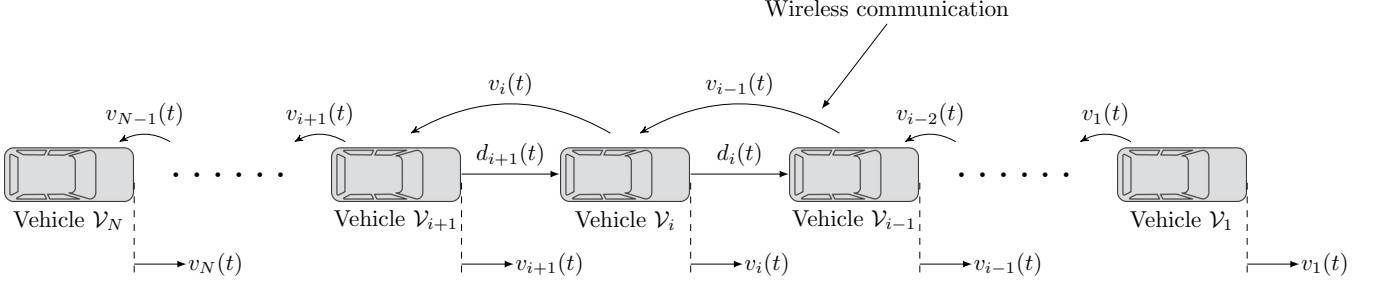 Wireless communication
v_i(t)
v_{i−1}(t)
v_{N−1}(t)
v_{i+1}(t)
v_{i−2}(t)
v_1(t)
d_{i+1}(t)
d_i(t)
Vehicle 𝒱_N
Vehicle 𝒱_{i+1}
Vehicle 𝒱_i
Vehicle 𝒱_{i−1}
Vehicle 𝒱_1
v_N(t)
v_{i+1}(t)
v_i(t)
v_{i−1}(t)
v_1(t)